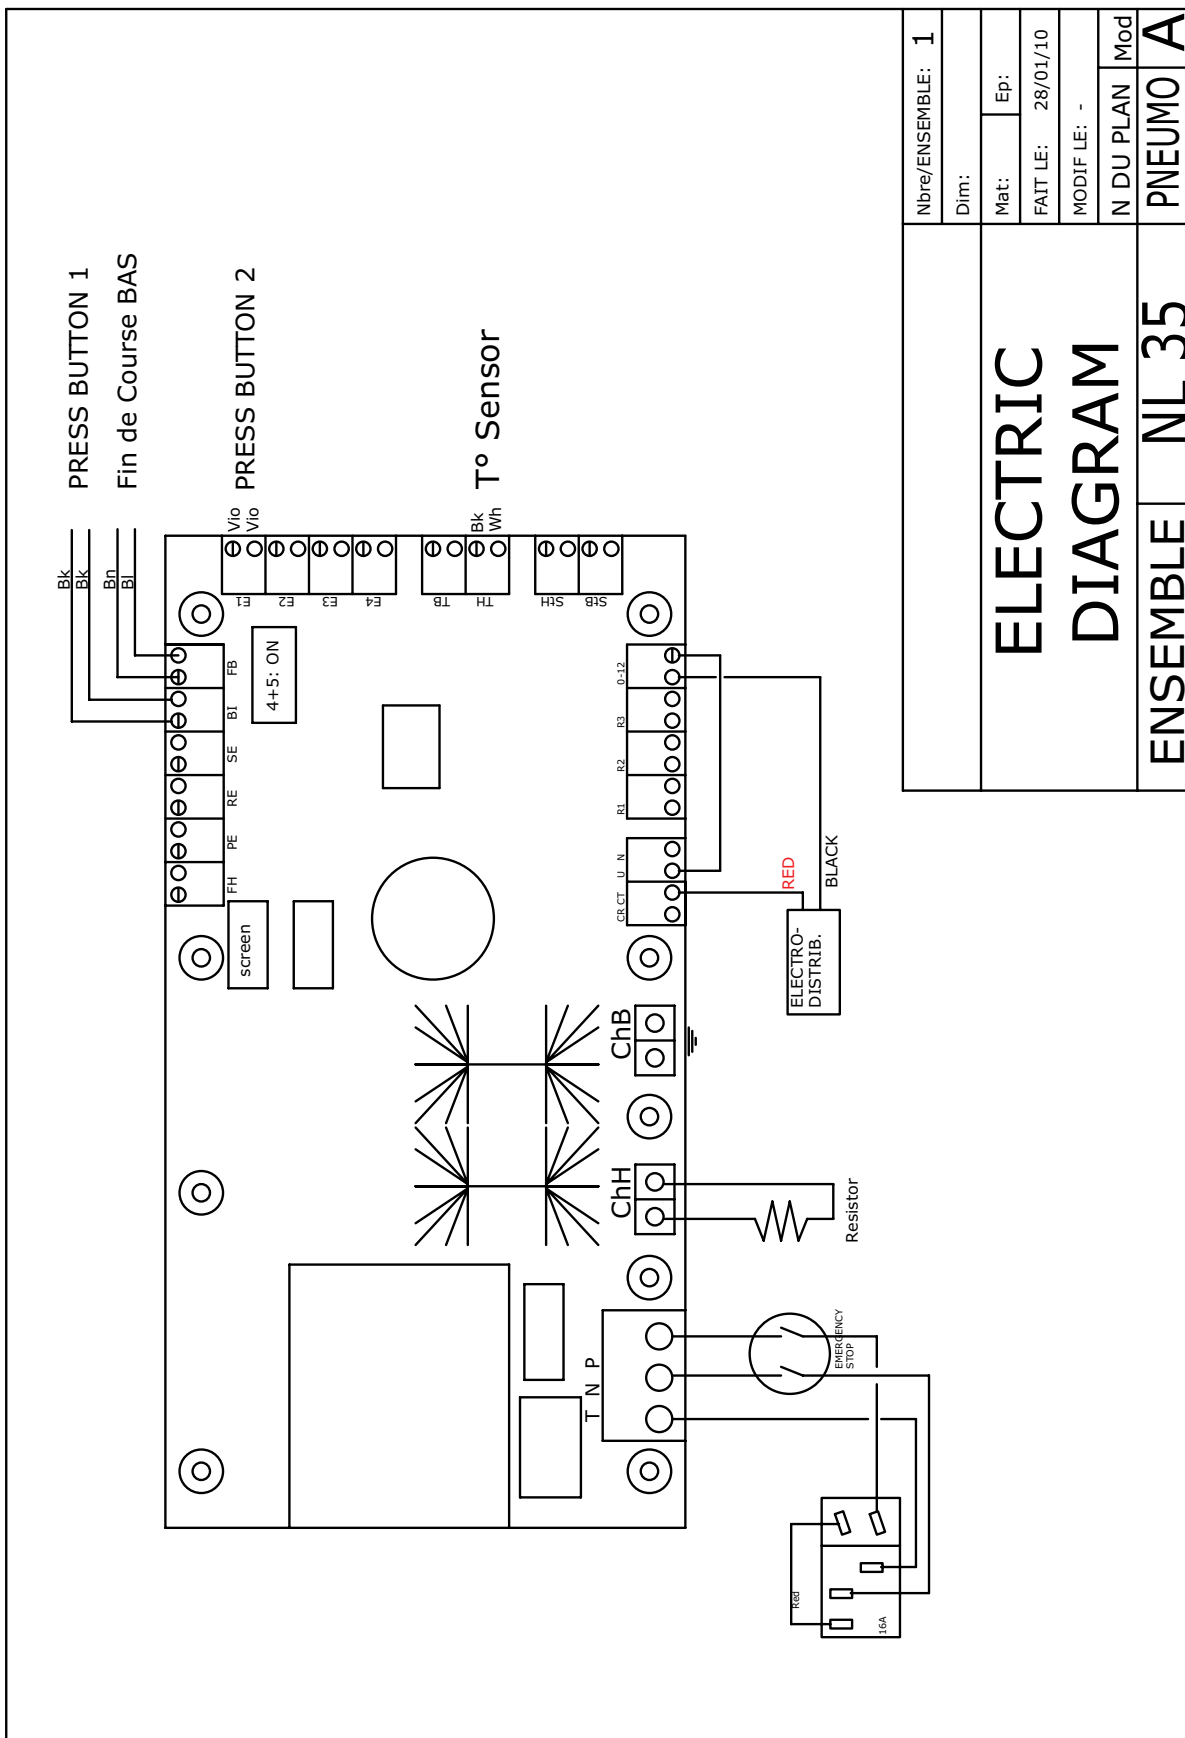 Bk
Bk
Bn
Bl
PRESS BUTTON 1
Fin de Course BAS
Vio
Vio
PRESS BUTTON 2
Bk
Wh
T° Sensor
FH
PE
RE
SE
BI
FB
screen
4+5: ON
E1
E2
E3
E4
TB
TH
StH
StB
T N P
ChH
ChB
CR CT
U N
R1
R2
R3
0-12
Red
16A
EMERGENCY
STOP
Resistor
ELECTRO-
DISTRIB.
RED
BLACK
Nbre/ENSEMBLE: 1
Dim:
Mat:
Ep:
FAIT LE: 28/01/10
MODIF LE: -
N DU PLAN
Mod
ELECTRIC
DIAGRAM
ENSEMBLE
NL 35
PNEUMO
A